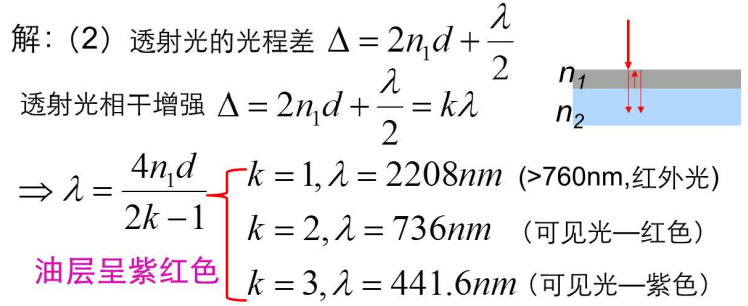 解:(2)透射光的光程差 Δ = 2n₁d + λ/2
n₁
透射光相干增强 Δ = 2n₁d + λ/2 = kλ
n₂
⇒ λ = 4n₁d/(2k−1)
k = 1, λ = 2208nm (>760nm,红外光)
k = 2, λ = 736nm (可见光—红色)
k = 3, λ = 441.6nm (可见光—紫色)
油层呈紫红色